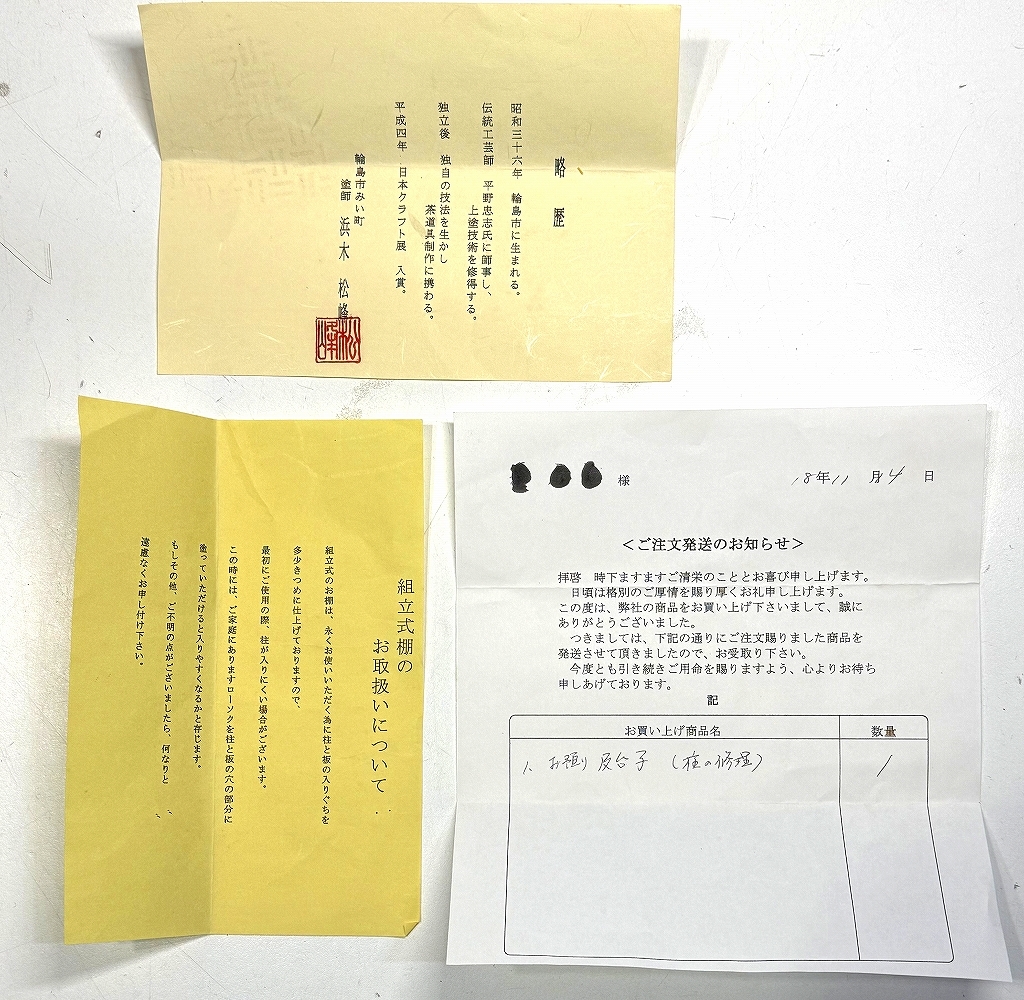 略歴
昭和三十六年 輪島市に生まれる。
伝統工芸師 平野忠志氏に師事し、
上塗技術を修得する。
独立後 独自の技法を生かし
茶道具制作に携わる。
平成四年 日本クラフト展 入賞。
輪島市みい町
塗師 浜木 松峰
松峰
組立式棚の
お取扱いについて
組立式のお棚は、永くお使いいただく為に柱と板の入りぐちを
多少きつめに仕上げておりますので、
最初にご使用の際、柱が入りにくい場合がございます。
この時には、ご家庭にありますローソクを柱と板の穴の部分に
塗っていただけると入りやすくなるかと存じます。
もしその他、ご不明の点がございましたら、何なりと
遠慮なくお申し付け下さい。
様
18年11月4日
＜ご注文発送のお知らせ＞
拝啓 時下ますますご清栄のこととお喜び申し上げます。
日頃は格別のご厚情を賜り厚くお礼申し上げます。
この度は、弊社の商品をお買い上げ下さいまして、誠に
ありがとうございました。
つきましては、下記の通りにご注文賜りました商品を
発送させて頂きましたので、お受取り下さい。
今度とも引き続きご用命を賜りますよう、心よりお待ち
申しあげております。
記
お買い上げ商品名 数量
1、お預り 及台子 (柱の修理) 1